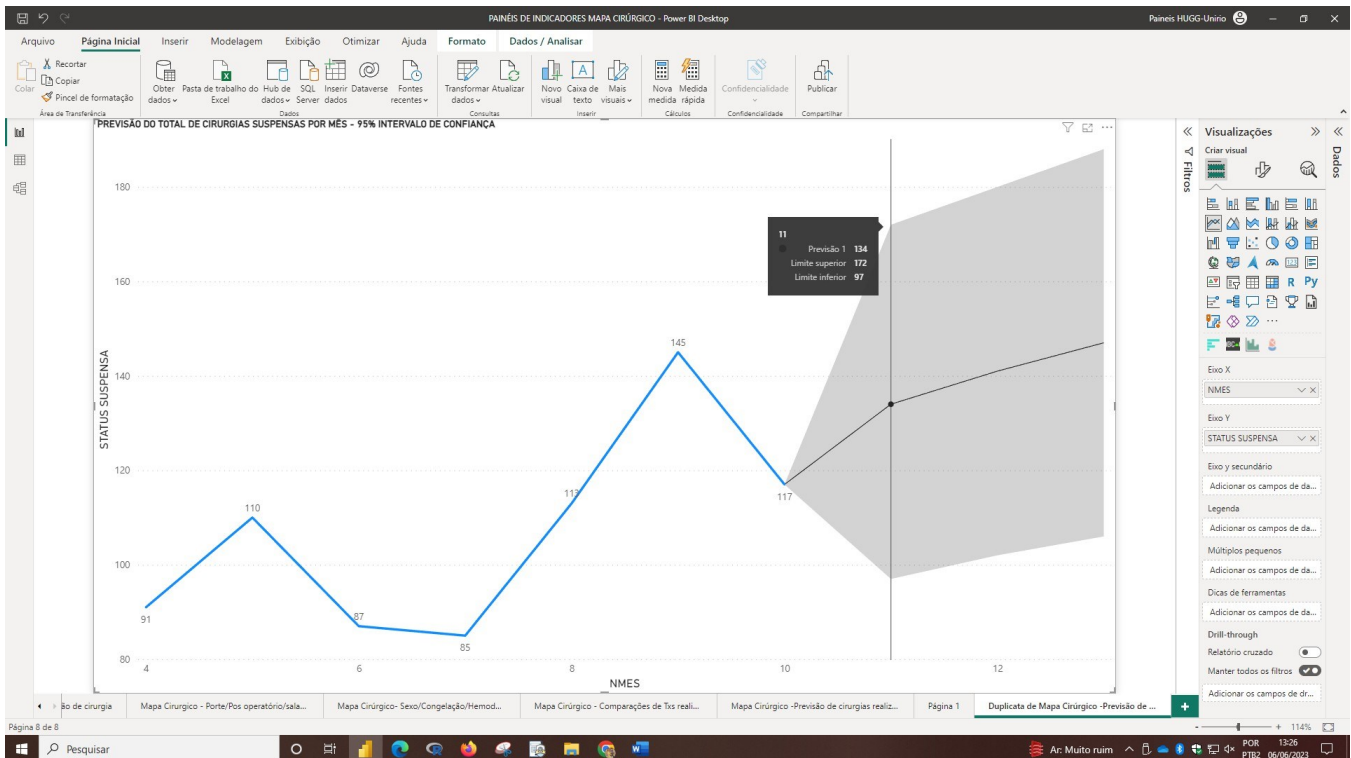 PAINÉIS DE INDICADORES MAPA CIRÚRGICO - Power BI Desktop
Paineis HUGG-Unirio
Arquivo Página Inicial Inserir Modelagem Exibição Otimizar Ajuda Formato Dados / Analisar
Colar
Recortar
Copiar
Pincel de formatação
Área de Transferência
Obter dados
Pasta de trabalho do Excel
Hub de dados
SQL Server
Inserir dados
Dataverse
Fontes recentes
Dados
Transformar dados
Atualizar
Consultas
Novo visual
Caixa de texto
Mais visuais
Inserir
Nova medida
Medida rápida
Cálculos
Confidencialidade
Confidencialidade
Publicar
Compartilhar
PREVISÃO DO TOTAL DE CIRURGIAS SUSPENSAS POR MÊS - 95% INTERVALO DE CONFIANÇA
STATUS SUSPENSA
180
160
140
120
100
80
91
110
87
85
113
145
117
11
Previsão 1 134
Limite superior 172
Limite inferior 97
4 6 8 10 12
NMES
Filtros
Visualizações
Criar visual
R Py
Eixo X
NMES
Eixo Y
STATUS SUSPENSA
Eixo y secundário
Adicionar os campos de da...
Legenda
Adicionar os campos de da...
Múltiplos pequenos
Adicionar os campos de da...
Dicas de ferramentas
Adicionar os campos de da...
Drill-through
Relatório cruzado
Manter todos os filtros
Adicionar os campos de dr...
Dados
ão de cirurgia
Mapa Cirurgico - Porte/Pos operatório/sala...
Mapa Cirúrgico- Sexo/Congelação/Hemod...
Mapa Cirúrgico - Comparações de Txs reali...
Mapa Cirúrgico -Previsão de cirurgias realiz...
Página 1
Duplicata de Mapa Cirúrgico -Previsão de ...
Página 8 de 8
114%
Pesquisar
Ar: Muito ruim
POR
PTB2
13:26
06/06/2023